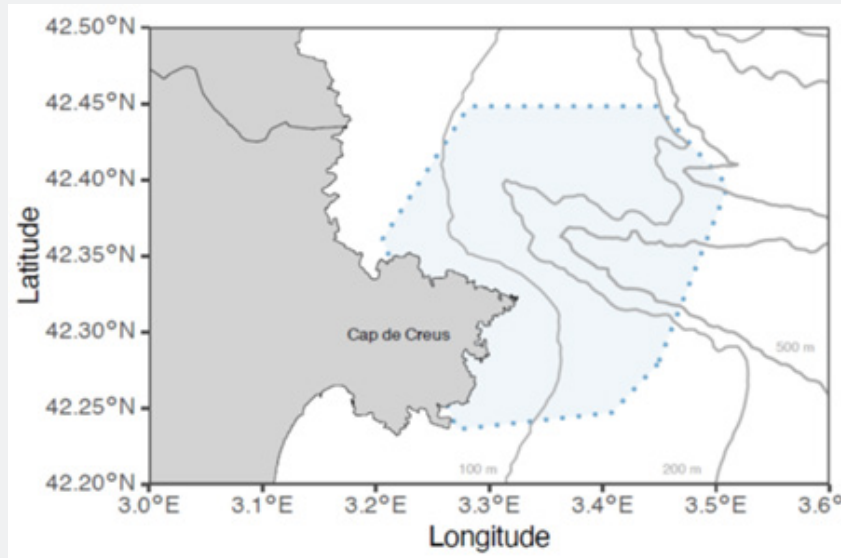 42.50°N
42.45°N
42.40°N
42.35°N
42.30°N
42.25°N
42.20°N
Latitude
Cap de Creus
500 m
100 m
200 m
3.0°E 3.1°E 3.2°E 3.3°E 3.4°E 3.5°E 3.6°
Longitude